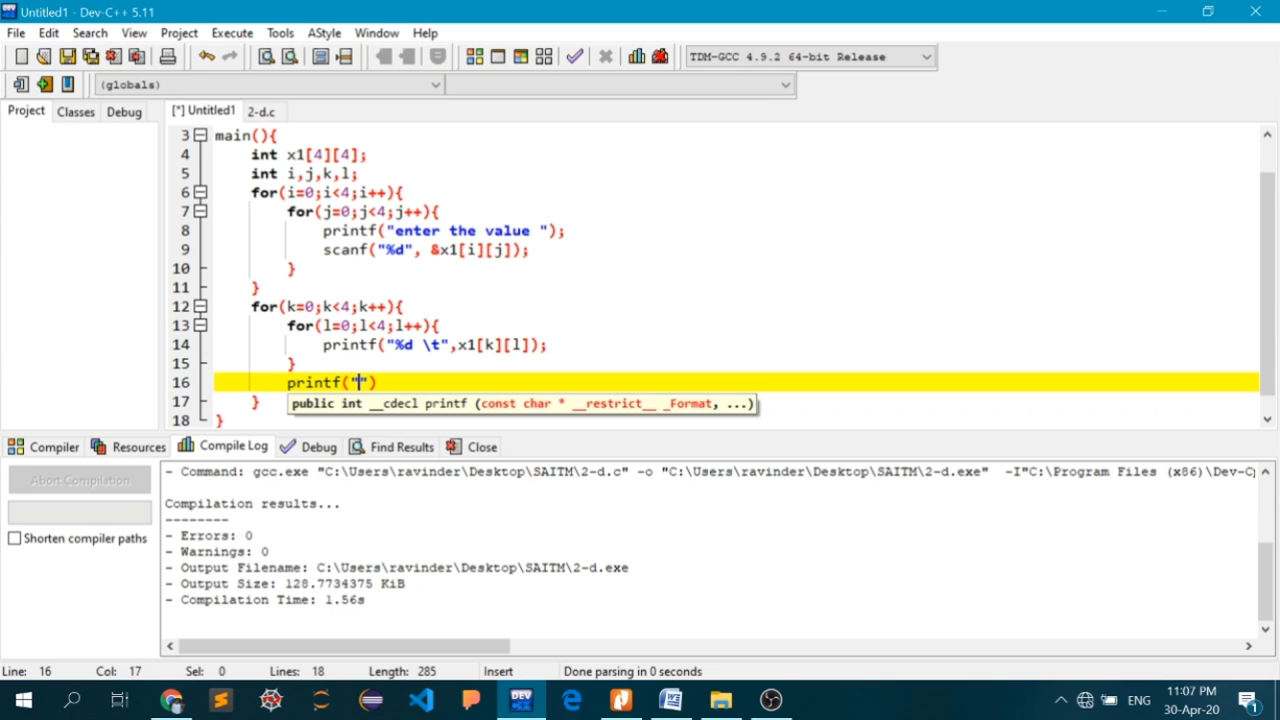 Untitled1 - Dev-C++ 5.11
File Edit Search View Project Execute Tools AStyle Window Help
TDM-GCC 4.9.2 64-bit Release
(globals)
Project Classes Debug [*] Untitled1 2-d.c
3 main(){
4 int x1[4][4];
5 int i,j,k,l;
6 for(i=0;i<4;i++){
7 for(j=0;j<4;j++){
8 printf("enter the value ");
9 scanf("%d", &x1[i][j]);
10 }
11 }
12 for(k=0;k<4;k++){
13 for(l=0;l<4;l++){
14 printf("%d \t",x1[k][l]);
15 }
16 printf("")
17 } public int __cdecl printf (const char * __restrict__ _Format, ...)
18 }
Compiler Resources Compile Log Debug Find Results Close
Abort Compilation
Shorten compiler paths
- Command: gcc.exe "C:\Users\ravinder\Desktop\SAITM\2-d.c" -o "C:\Users\ravinder\Desktop\SAITM\2-d.exe" -I"C:\Program Files (x86)\Dev-Cp
Compilation results...
--------
- Errors: 0
- Warnings: 0
- Output Filename: C:\Users\ravinder\Desktop\SAITM\2-d.exe
- Output Size: 128.7734375 KiB
- Compilation Time: 1.56s
Line: 16 Col: 17 Sel: 0 Lines: 18 Length: 285 Insert Done parsing in 0 seconds
DEV
ENG
11:07 PM
30-Apr-20
1